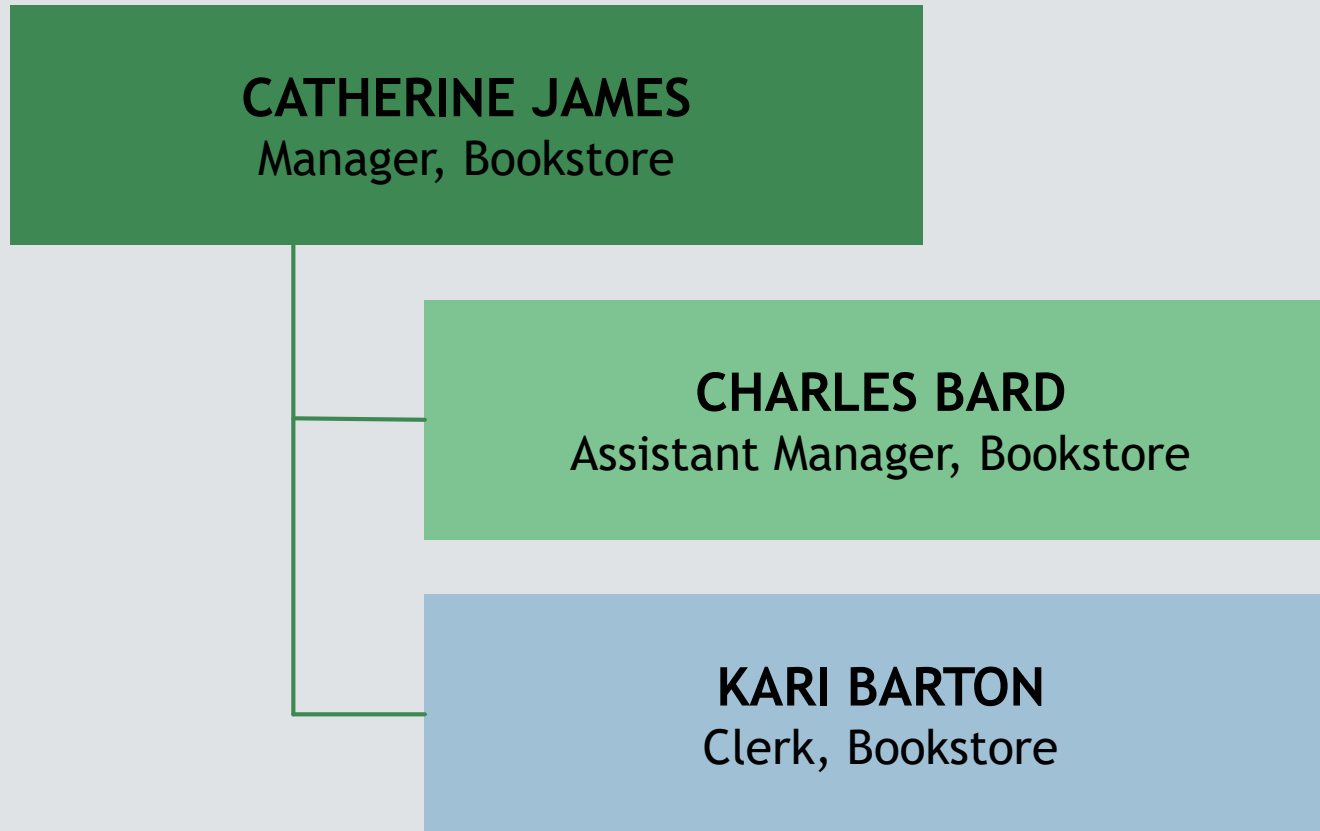 CATHERINE JAMES
Manager, Bookstore
CHARLES BARD
Assistant Manager, Bookstore
KARI BARTON
Clerk, Bookstore